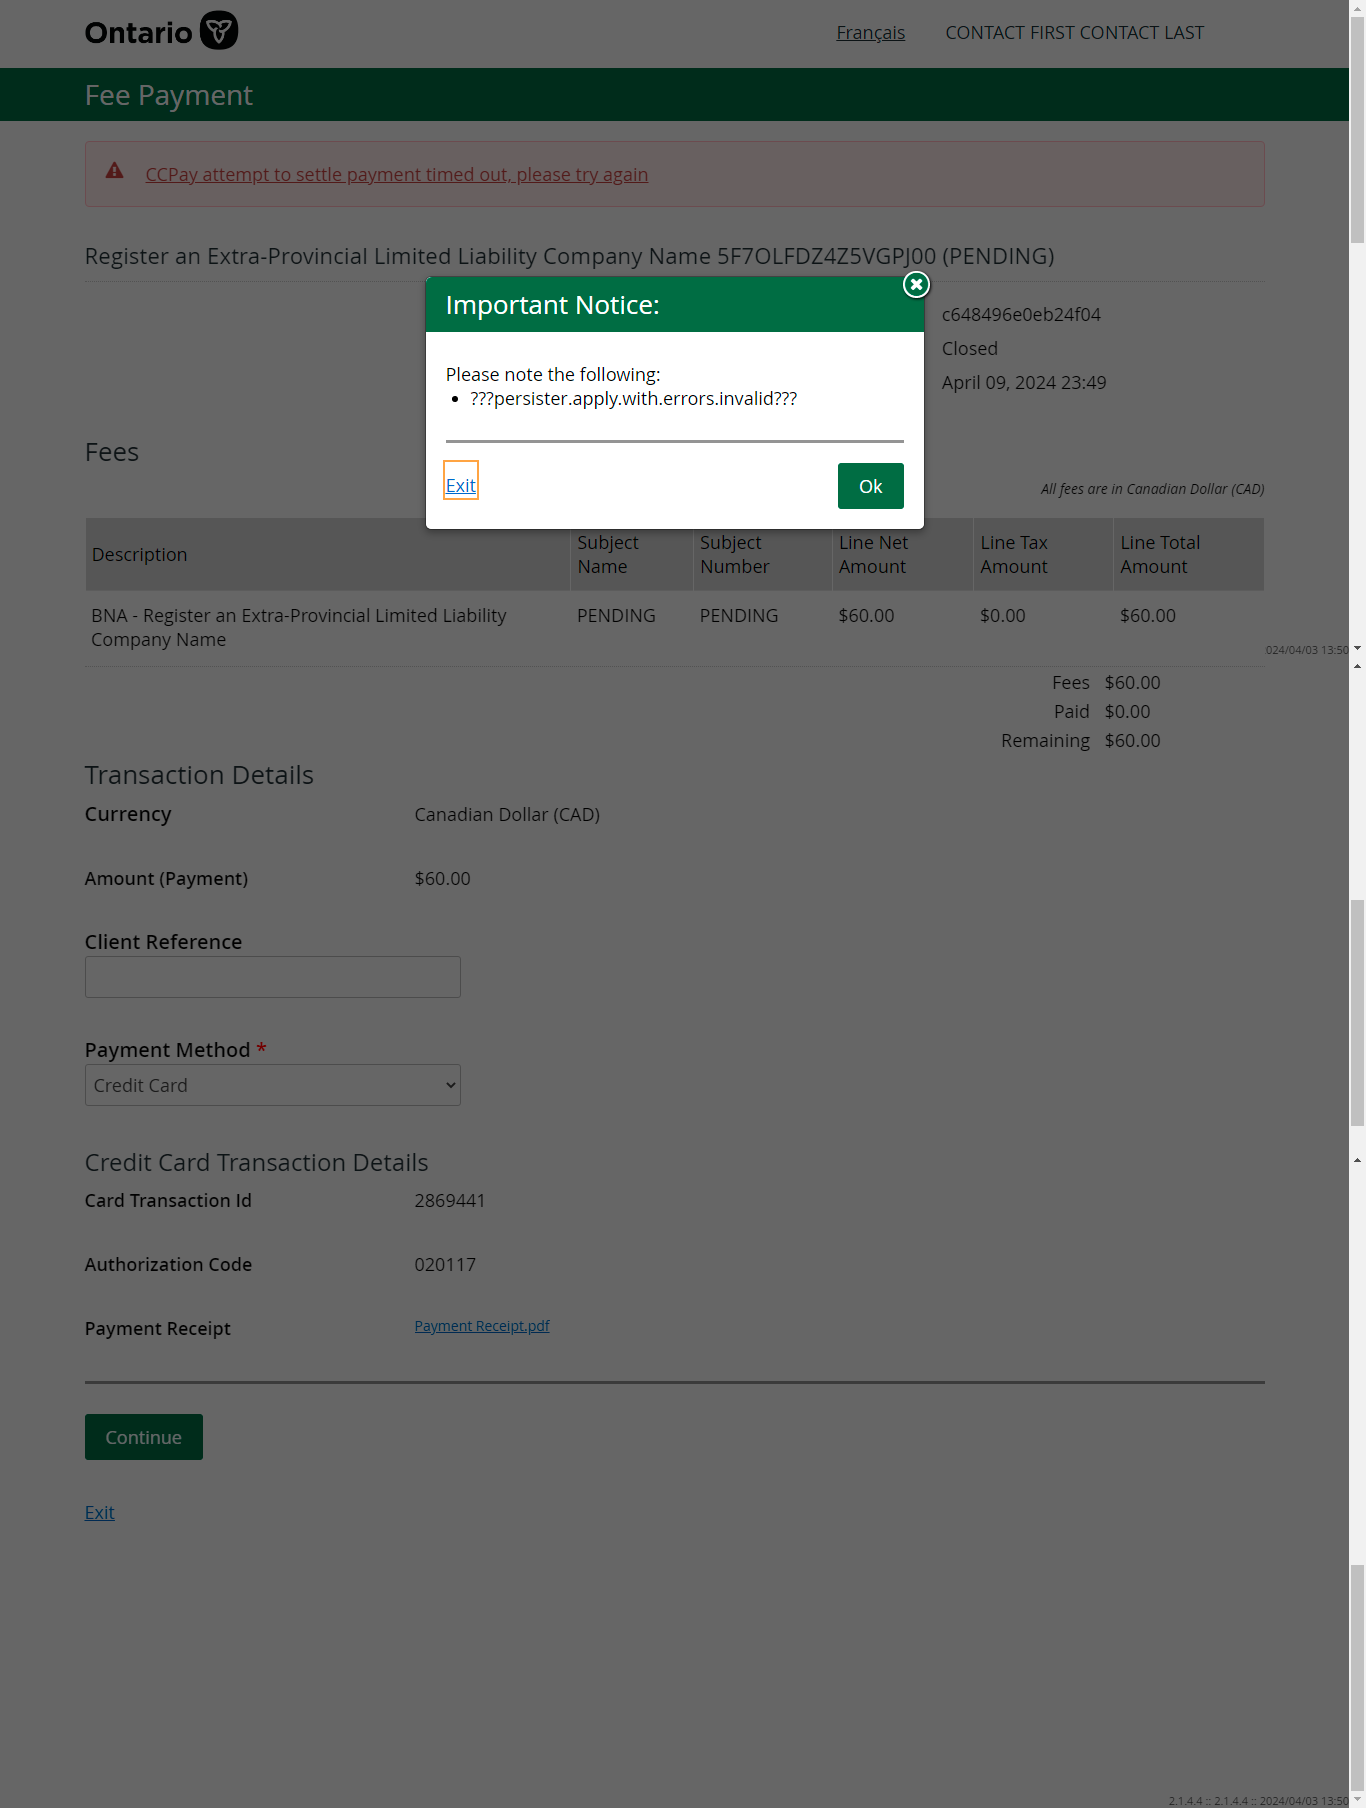 Ontario
Français CONTACT FIRST CONTACT LAST
Fee Payment
CCPay attempt to settle payment timed out, please try again
Register an Extra-Provincial Limited Liability Company Name 5F7OLFDZ4Z5VGPJ00 (PENDING)
Important Notice:
c648496e0eb24f04
Closed
April 09, 2024 23:49
Please note the following:
• ???persister.apply.with.errors.invalid???
Exit
Ok
Fees
All fees are in Canadian Dollar (CAD)
Description
Subject Name
Subject Number
Line Net Amount
Line Tax Amount
Line Total Amount
BNA - Register an Extra-Provincial Limited Liability
Company Name
PENDING PENDING $60.00 $0.00 $60.00
024/04/03 13:50
Fees $60.00
Paid $0.00
Remaining $60.00
Transaction Details
Currency Canadian Dollar (CAD)
Amount (Payment) $60.00
Client Reference
Payment Method *
Credit Card
Credit Card Transaction Details
Card Transaction Id 2869441
Authorization Code 020117
Payment Receipt Payment Receipt.pdf
Continue
Exit
2.1.4.4 :: 2.1.4.4 :: 2024/04/03 13:50